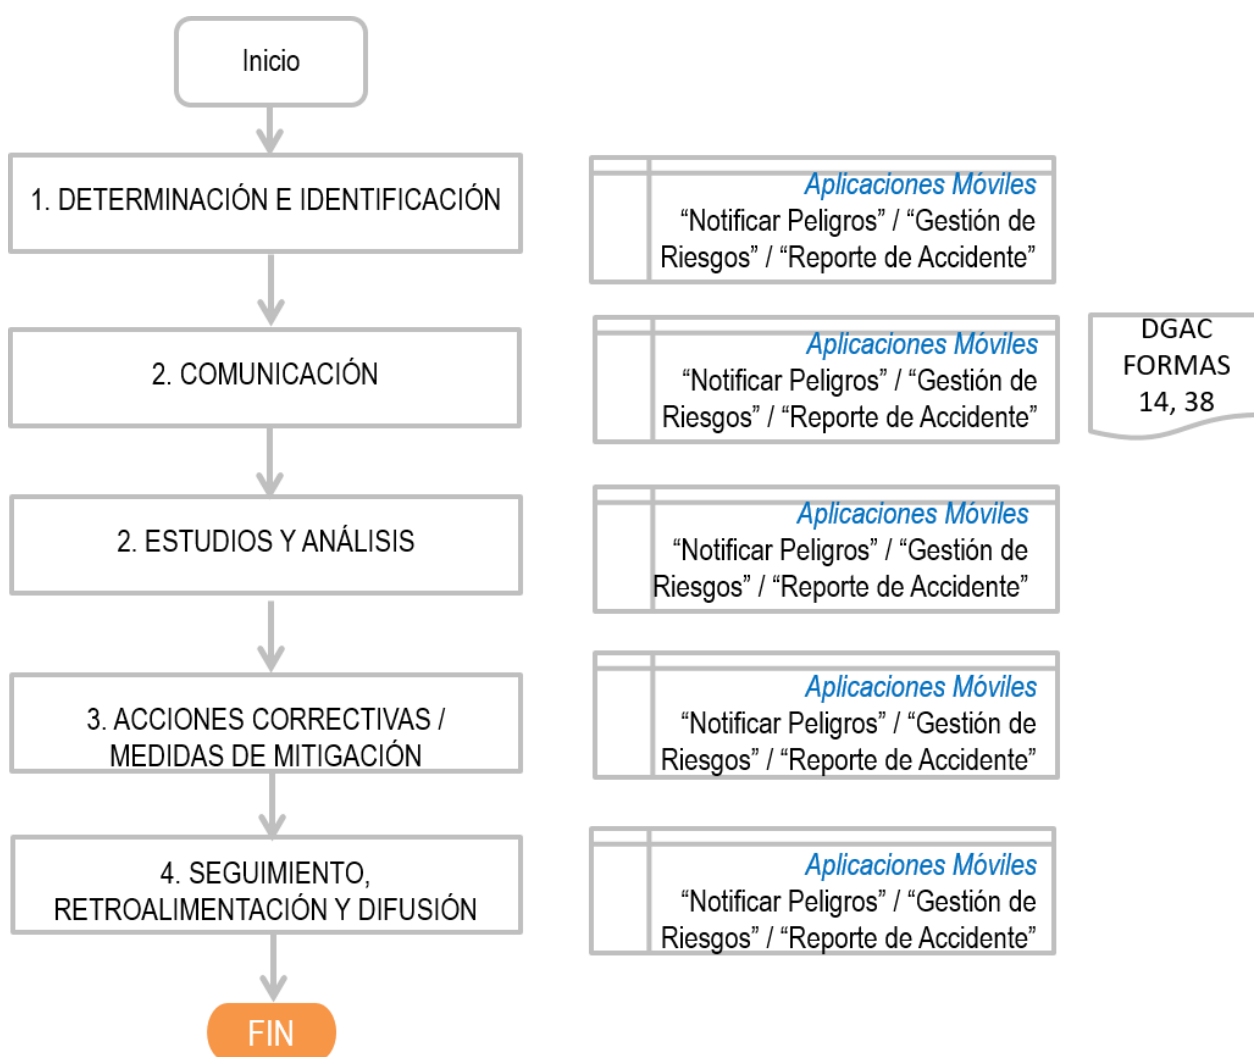 Inicio
1. DETERMINACIÓN E IDENTIFICACIÓN
Aplicaciones Móviles
“Notificar Peligros” / “Gestión de
Riesgos” / “Reporte de Accidente”
2. COMUNICACIÓN
Aplicaciones Móviles
“Notificar Peligros” / “Gestión de
Riesgos” / “Reporte de Accidente”
DGAC
FORMAS
14, 38
2. ESTUDIOS Y ANÁLISIS
Aplicaciones Móviles
“Notificar Peligros” / “Gestión de
Riesgos” / “Reporte de Accidente”
3. ACCIONES CORRECTIVAS /
MEDIDAS DE MITIGACIÓN
Aplicaciones Móviles
“Notificar Peligros” / “Gestión de
Riesgos” / “Reporte de Accidente”
4. SEGUIMIENTO,
RETROALIMENTACIÓN Y DIFUSIÓN
Aplicaciones Móviles
“Notificar Peligros” / “Gestión de
Riesgos” / “Reporte de Accidente”
FIN